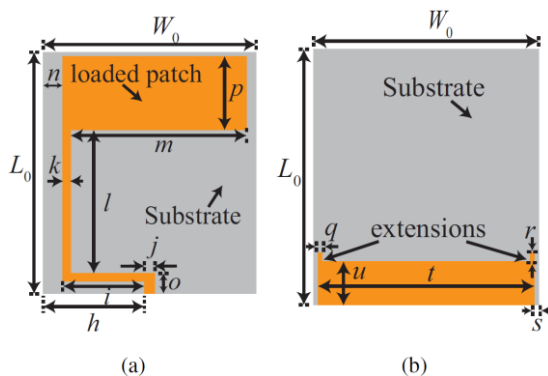 W₀
n
loaded patch
p
m
k
L₀
l
Substrate
j
i
o
h
(a)
W₀
Substrate
L₀
q
extensions
r
u
t
s
(b)